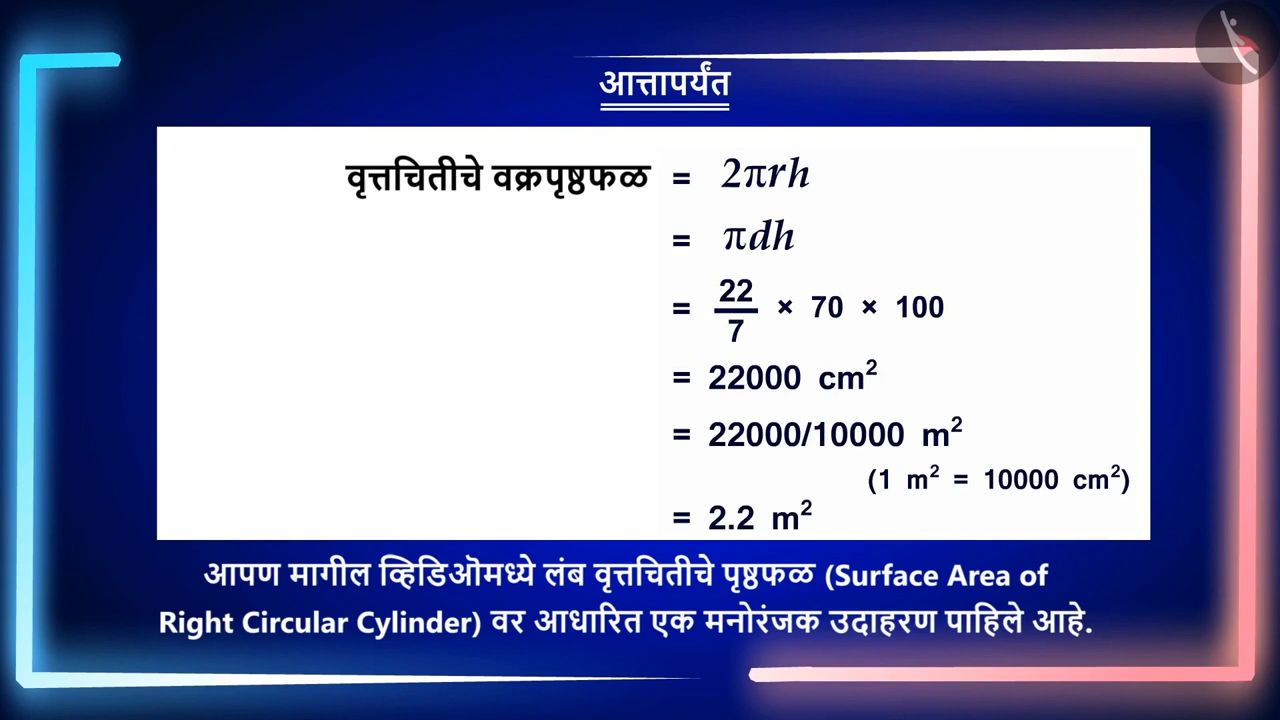 आत्तापर्यंत
वृत्तचितीचे वक्रपृष्ठफळ = 2πrh
= πdh
= 22/7 × 70 × 100
= 22000 cm²
= 22000/10000 m²
(1 m² = 10000 cm²)
= 2.2 m²
आपण मागील व्हिडिओमध्ये लंब वृत्तचितीचे पृष्ठफळ (Surface Area of
Right Circular Cylinder) वर आधारित एक मनोरंजक उदाहरण पाहिले आहे.